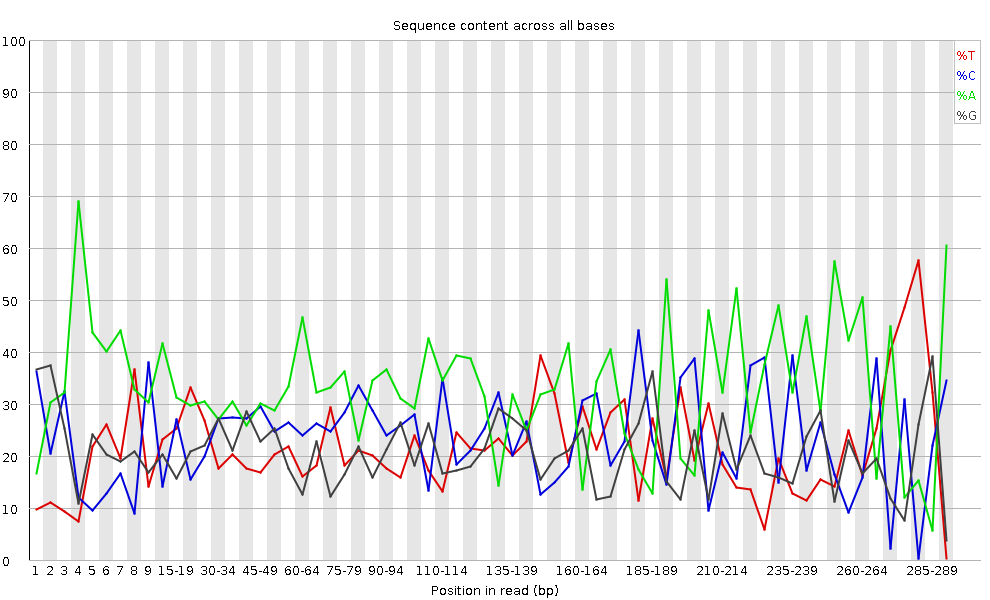 Sequence content across all bases
100
90
80
70
60
50
40
30
20
10
0
%T
%C
%A
%G
1 2 3 4 5 6 7 8 9 15-19 30-34 45-49 60-64 75-79 90-94 110-114 135-139 160-164 185-189 210-214 235-239 260-264 285-289
Position in read (bp)